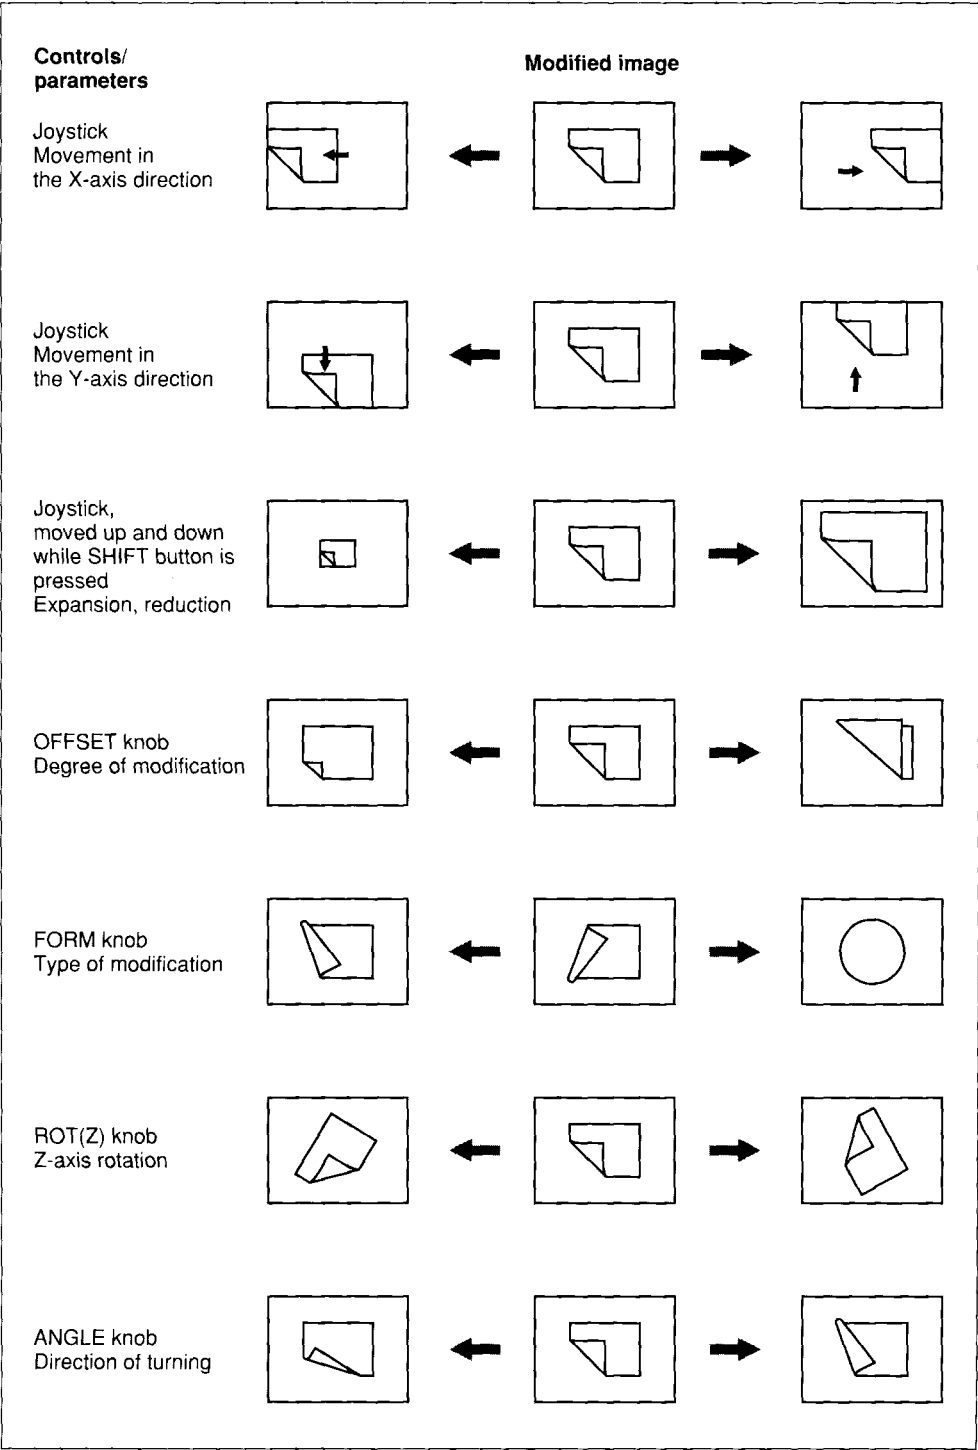 Controls/
parameters
Modified image
Joystick
Movement in
the X-axis direction
Joystick
Movement in
the Y-axis direction
Joystick,
moved up and down
while SHIFT button is
pressed
Expansion, reduction
OFFSET knob
Degree of modification
FORM knob
Type of modification
ROT(Z) knob
Z-axis rotation
ANGLE knob
Direction of turning